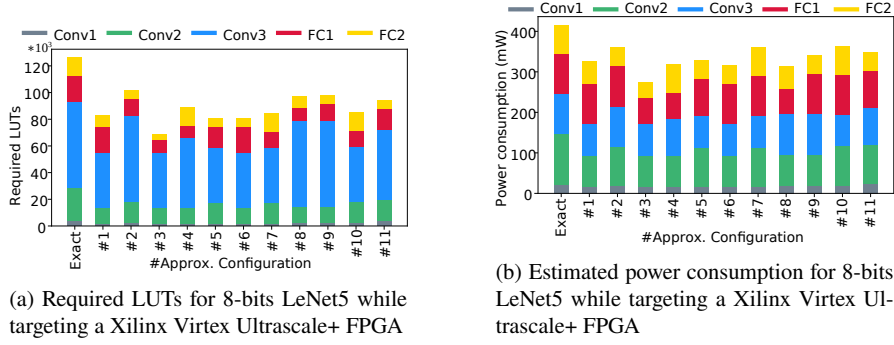 Conv1 Conv2 Conv3 FC1 FC2
*10³
120
100
80
60
40
20
0
Required LUTs
Exact #1 #2 #3 #4 #5 #6 #7 #8 #9 #10 #11
#Approx. Configuration
(a) Required LUTs for 8-bits LeNet5 while
targeting a Xilinx Virtex Ultrascale+ FPGA
Conv1 Conv2 Conv3 FC1 FC2
400
300
200
100
0
Power consumption (mW)
Exact #1 #2 #3 #4 #5 #6 #7 #8 #9 #10 #11
#Approx. Configuration
(b) Estimated power consumption for 8-bits
LeNet5 while targeting a Xilinx Virtex Ul-
trascale+ FPGA